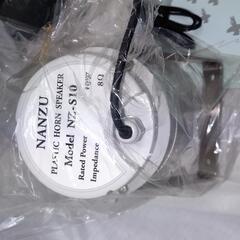 NANZU
PLASTIC HORN SPEAKER
Model NZ-S10
Rated Power
Impedance 8Ω